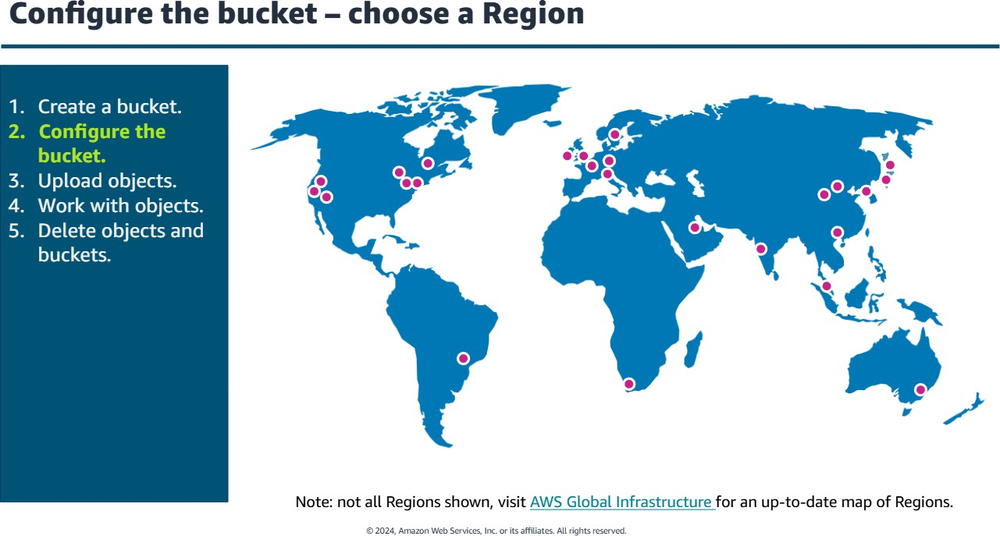 Configure the bucket – choose a Region
1. Create a bucket.
2. Configure the
bucket.
3. Upload objects.
4. Work with objects.
5. Delete objects and
buckets.
Note: not all Regions shown, visit AWS Global Infrastructure for an up-to-date map of Regions.
© 2024, Amazon Web Services, Inc. or its affiliates. All rights reserved.